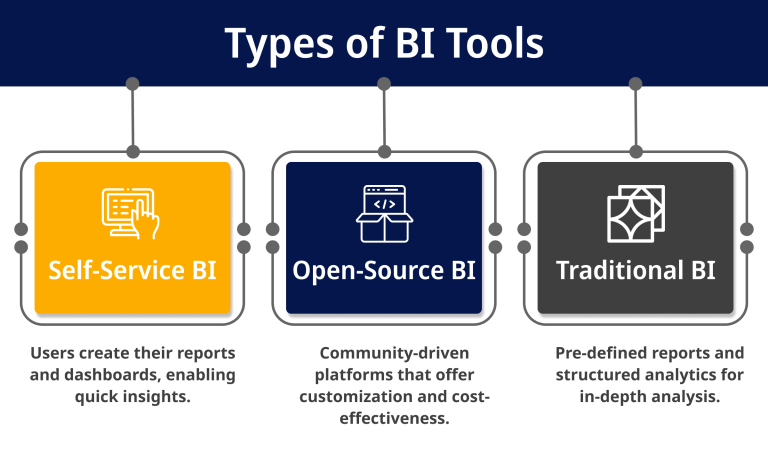 Types of BI Tools
Self-Service BI
Users create their reports
and dashboards, enabling
quick insights.
Open-Source BI
Community-driven
platforms that offer
customization and cost-
effectiveness.
Traditional BI
Pre-defined reports and
structured analytics for
in-depth analysis.